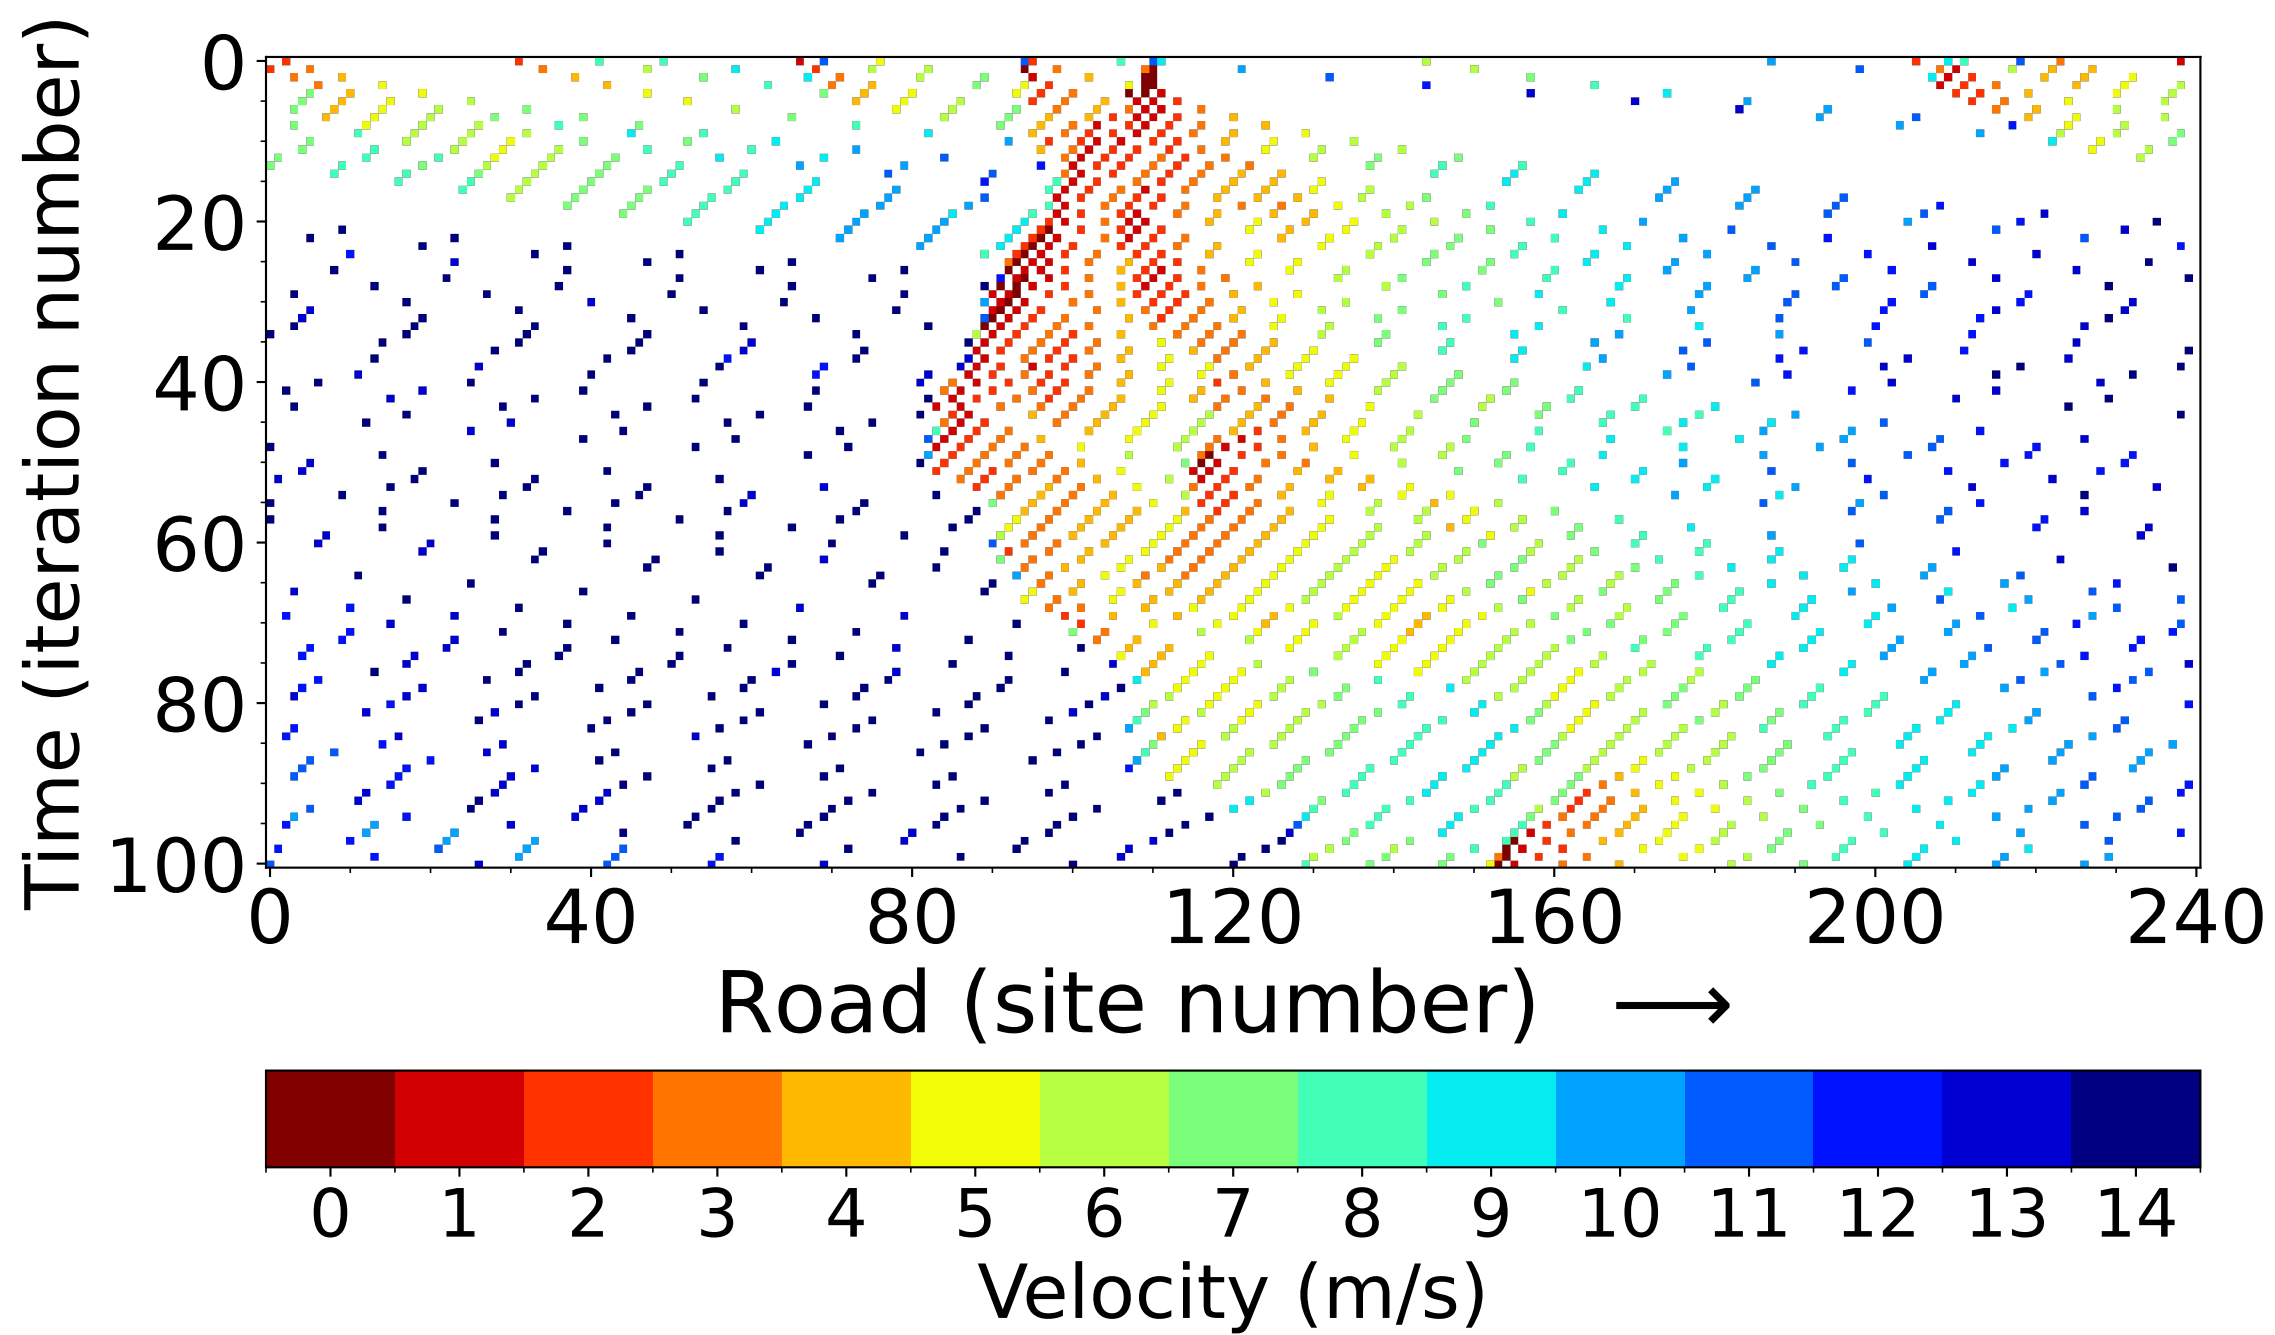 Time (iteration number)
0
20
40
60
80
100
0 40 80 120 160 200 240
Road (site number) ⟶
0 1 2 3 4 5 6 7 8 9 10 11 12 13 14
Velocity (m/s)